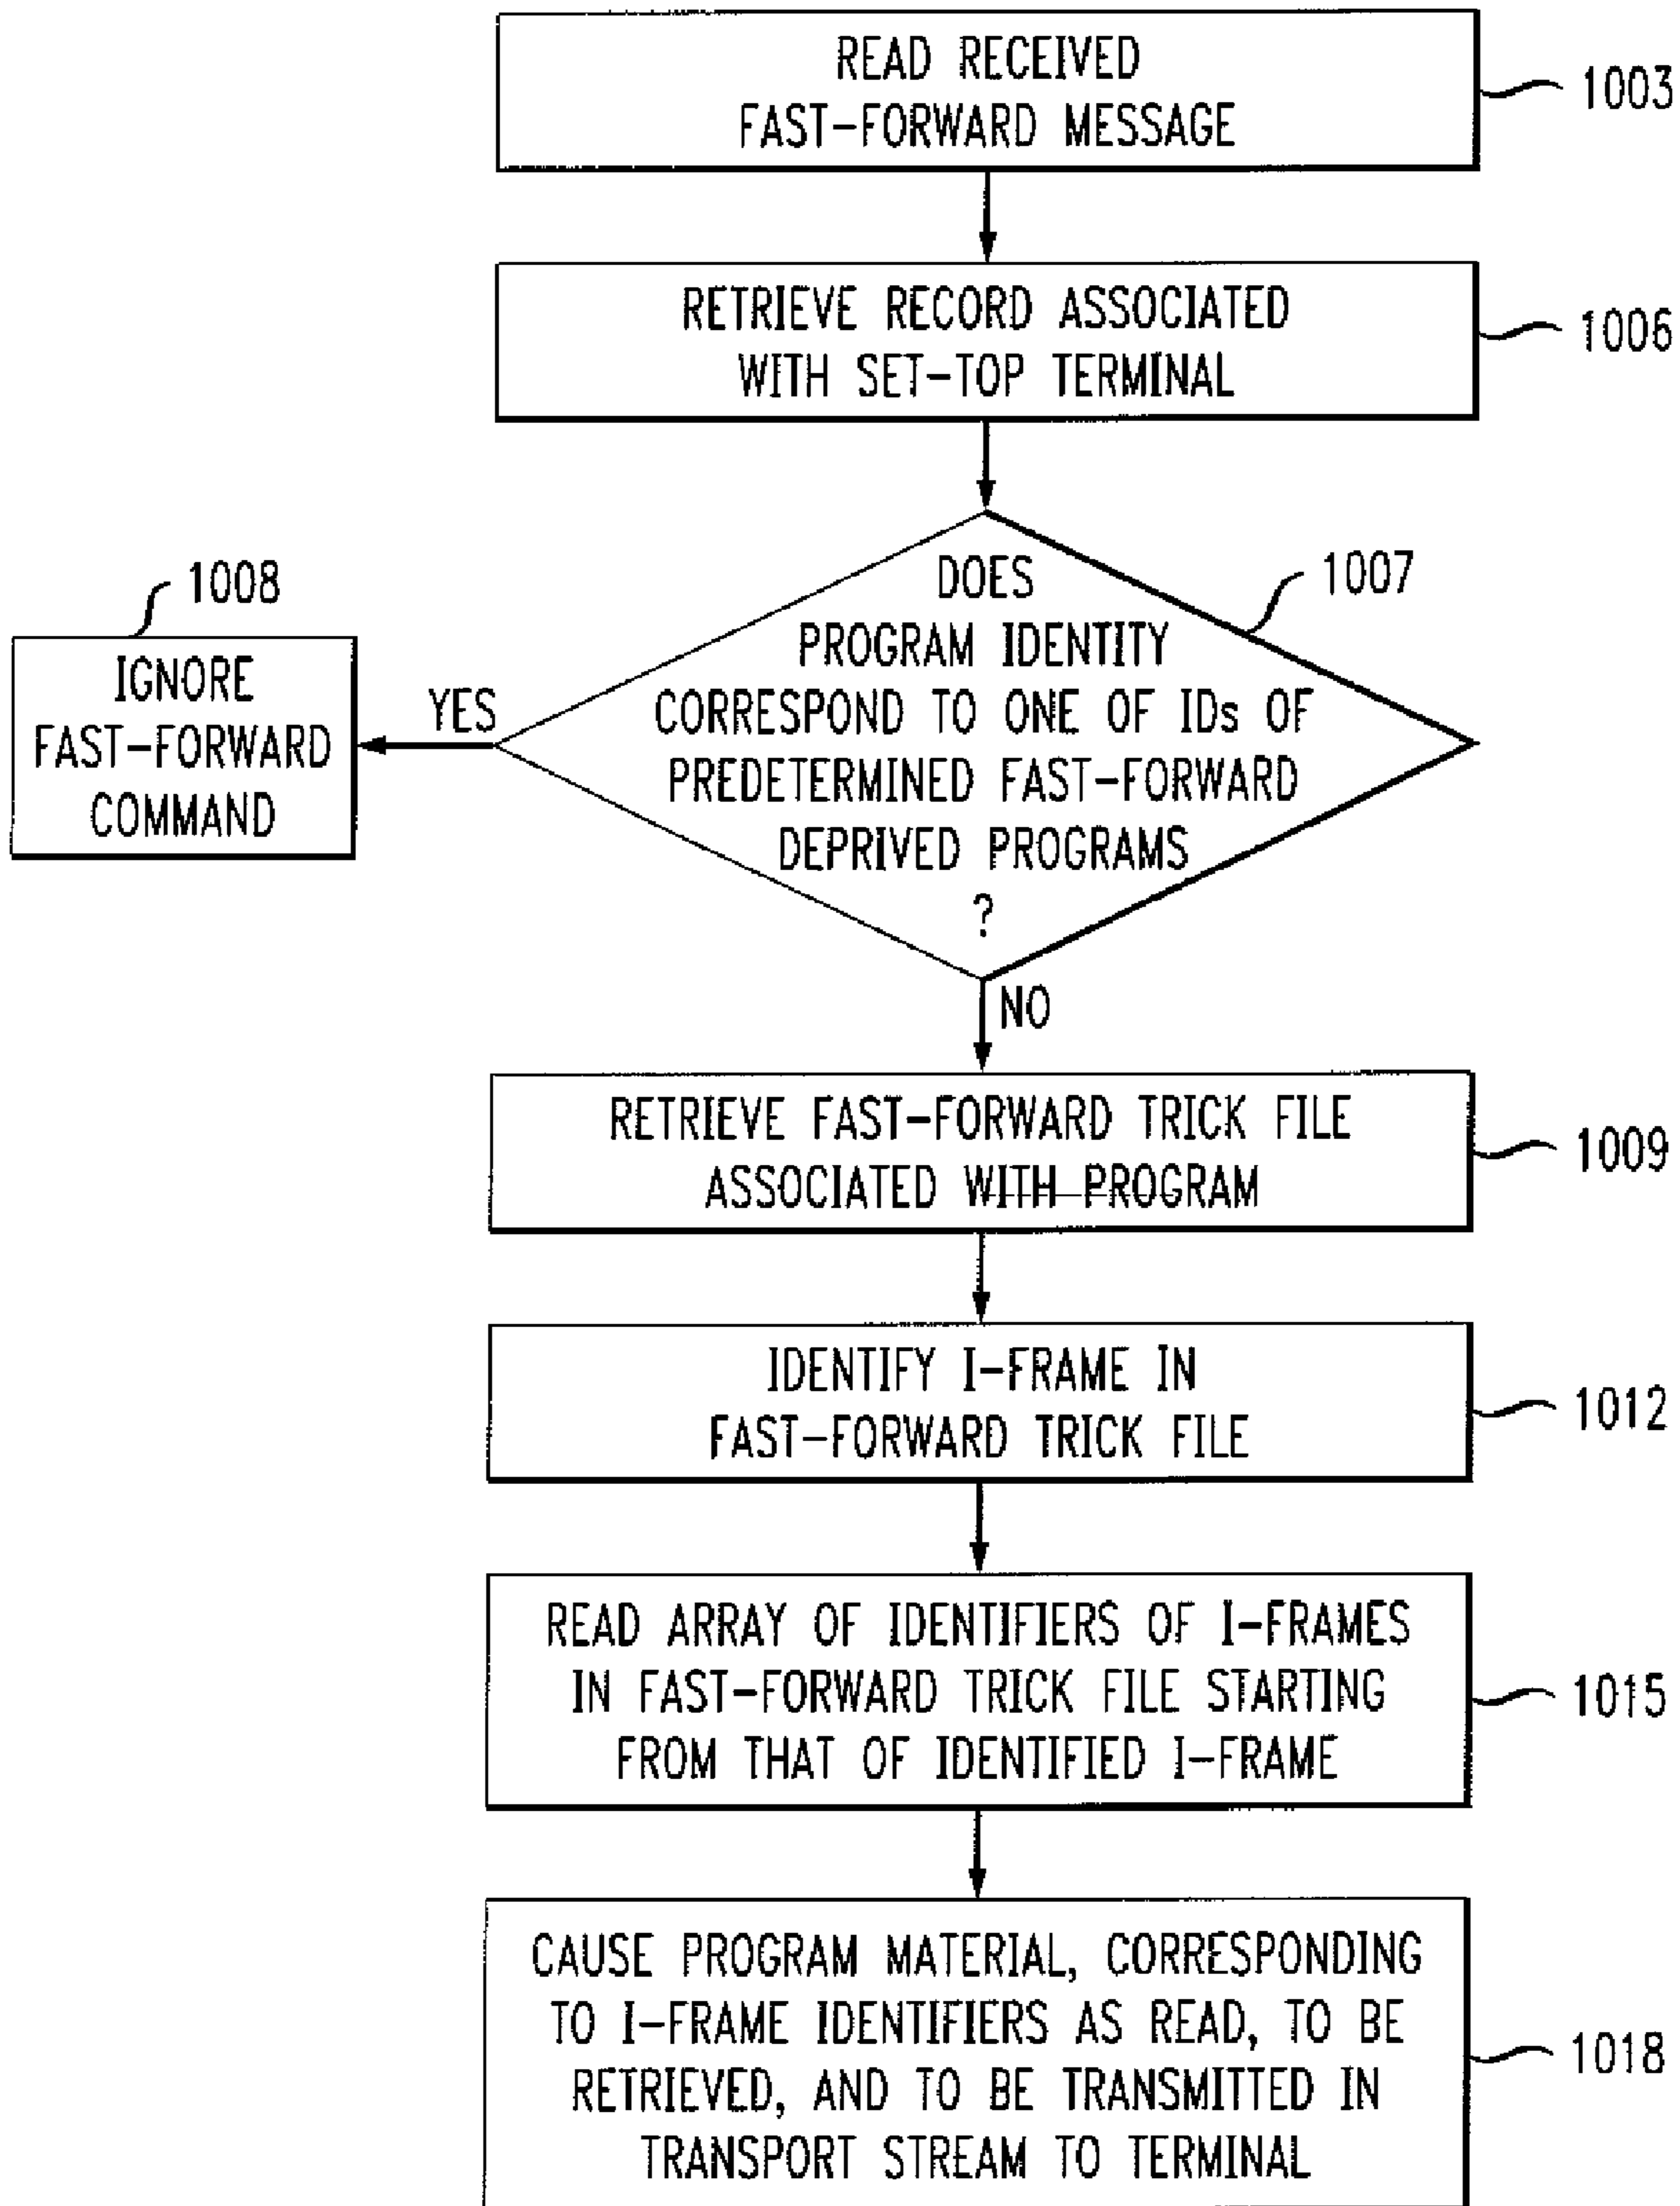 READ RECEIVED
FAST-FORWARD MESSAGE
1003
RETRIEVE RECORD ASSOCIATED
WITH SET-TOP TERMINAL
1006
DOES
PROGRAM IDENTITY
CORRESPOND TO ONE OF IDs OF
PREDETERMINED FAST-FORWARD
DEPRIVED PROGRAMS
?
1007
YES
1008
IGNORE
FAST-FORWARD
COMMAND
NO
RETRIEVE FAST-FORWARD TRICK FILE
ASSOCIATED WITH PROGRAM
1009
IDENTIFY I-FRAME IN
FAST-FORWARD TRICK FILE
1012
READ ARRAY OF IDENTIFIERS OF I-FRAMES
IN FAST-FORWARD TRICK FILE STARTING
FROM THAT OF IDENTIFIED I-FRAME
1015
CAUSE PROGRAM MATERIAL, CORRESPONDING
TO I-FRAME IDENTIFIERS AS READ, TO BE
RETRIEVED, AND TO BE TRANSMITTED IN
TRANSPORT STREAM TO TERMINAL
1018